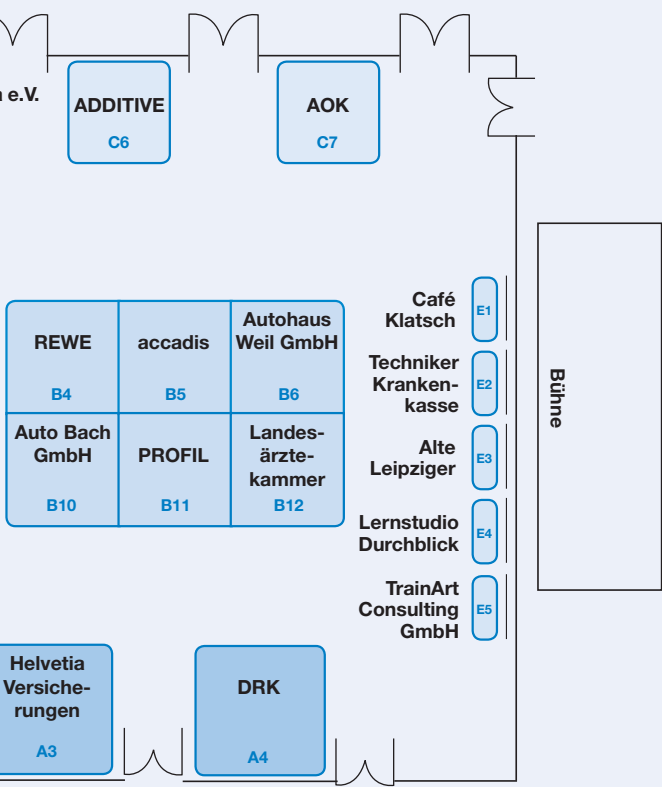 e.V.
ADDITIVE
C6
AOK
C7
REWE
B4
accadis
B5
Autohaus
Weil GmbH
B6
Auto Bach
GmbH
B10
PROFIL
B11
Landes-
ärzte-
kammer
B12
Café
Klatsch
E1
Techniker
Kranken-
kasse
E2
Alte
Leipziger
E3
Lernstudio
Durchblick
E4
TrainArt
Consulting
GmbH
E5
Bühne
Helvetia
Versiche-
rungen
A3
DRK
A4